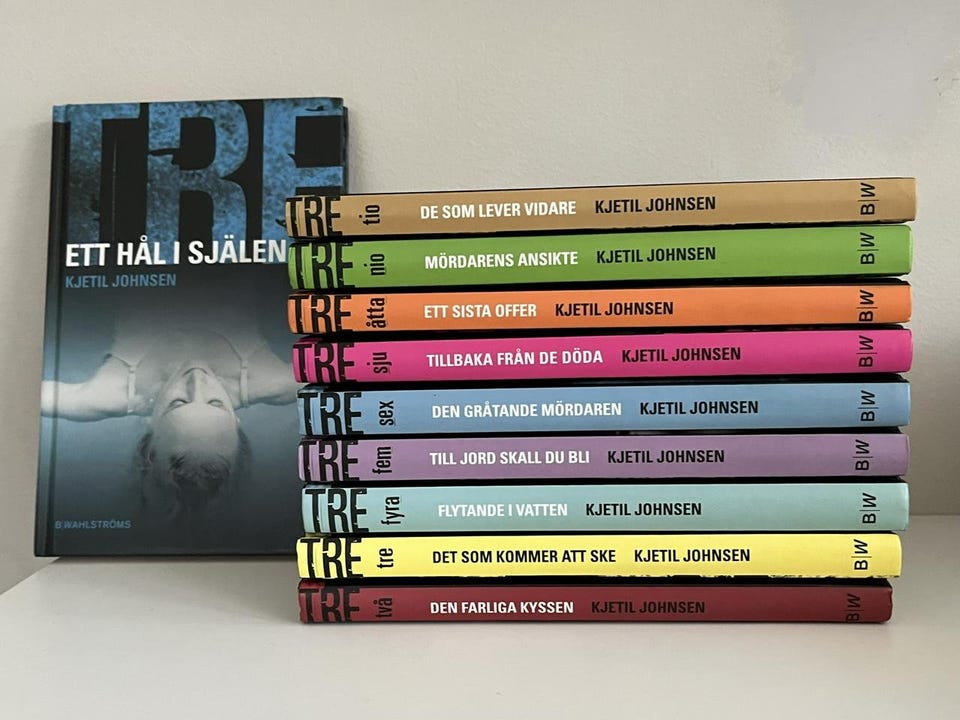 TRE
ETT HÅL I SJÄLEN
KJETIL JOHNSEN
B WAHLSTRÖMS
TRE tio DE SOM LEVER VIDARE KJETIL JOHNSEN B|W
TRE nio MÖRDARENS ANSIKTE KJETIL JOHNSEN B|W
TRE åtta ETT SISTA OFFER KJETIL JOHNSEN B|W
TRE sju TILLBAKA FRÅN DE DÖDA KJETIL JOHNSEN B|W
TRE sex DEN GRÅTANDE MÖRDAREN KJETIL JOHNSEN B|W
TRE fem TILL JORD SKALL DU BLI KJETIL JOHNSEN B|W
TRE fyra FLYTANDE I VATTEN KJETIL JOHNSEN B|W
TRE tre DET SOM KOMMER ATT SKE KJETIL JOHNSEN B|W
TRE två DEN FARLIGA KYSSEN KJETIL JOHNSEN B|W